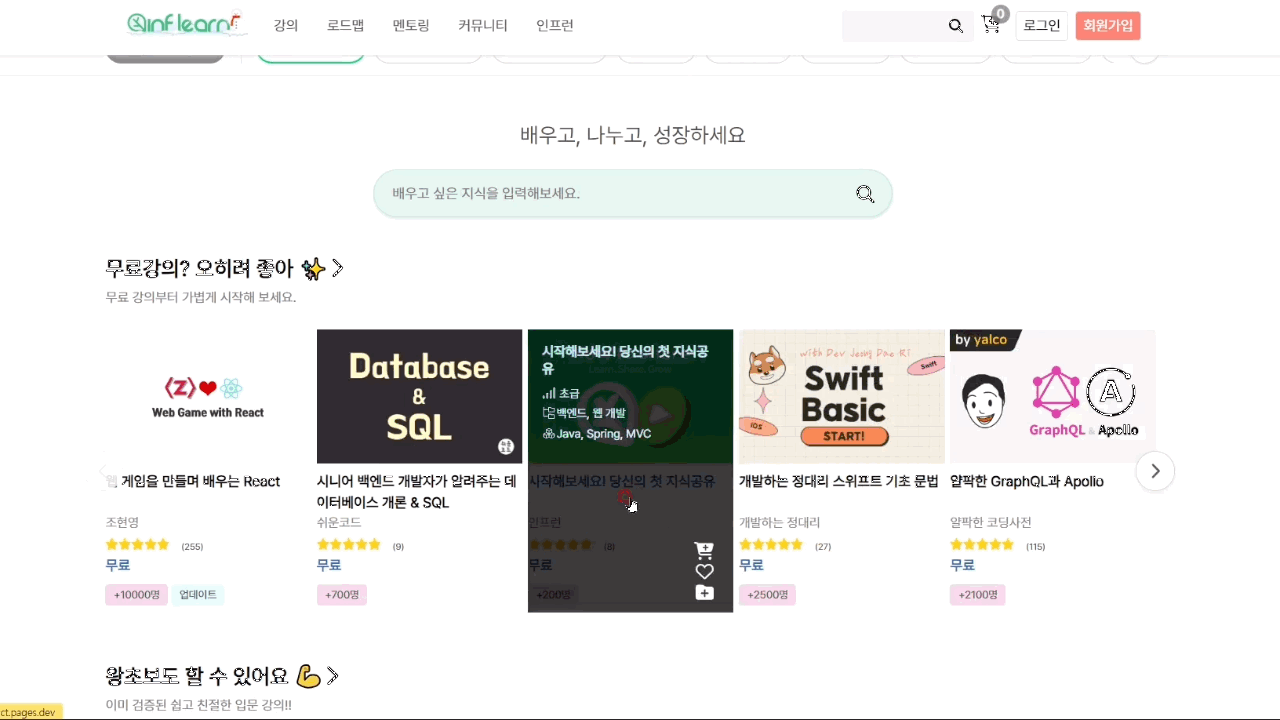 inflearn
강의
로드맵
멘토링
커뮤니티
인프런
0
로그인
회원가입
배우고, 나누고, 성장하세요
배우고 싶은 지식을 입력해보세요.
무료강의? 오히려 좋아 ✨ >
무료 강의부터 가볍게 시작해 보세요.
Web Game with React
웹 게임을 만들며 배우는 React
조현영
(255)
무료
+10000명
업데이트
Database
&
SQL
시니어 백엔드 개발자가 알려주는 데
이터베이스 개론 & SQL
쉬운코드
(9)
무료
+700명
시작해보세요! 당신의 첫 지식공
유
초급
백엔드, 웹 개발
Java, Spring, MVC
시작해보세요! 당신의 첫 지식공유
인프런
(8)
무료
+200명
with Dev Jeong Dae Ri
Swift
Swift
Basic
iOS
START!
개발하는 정대리 스위프트 기초 문법
개발하는 정대리
(27)
무료
+2500명
by yalco
GraphQL & Apollo
얄팍한 GraphQL과 Apollo
얄팍한 코딩사전
(115)
무료
+2100명
왕초보도 할 수 있어요 💪 >
이미 검증된 쉽고 친절한 입문 강의!!
ct.pages.dev